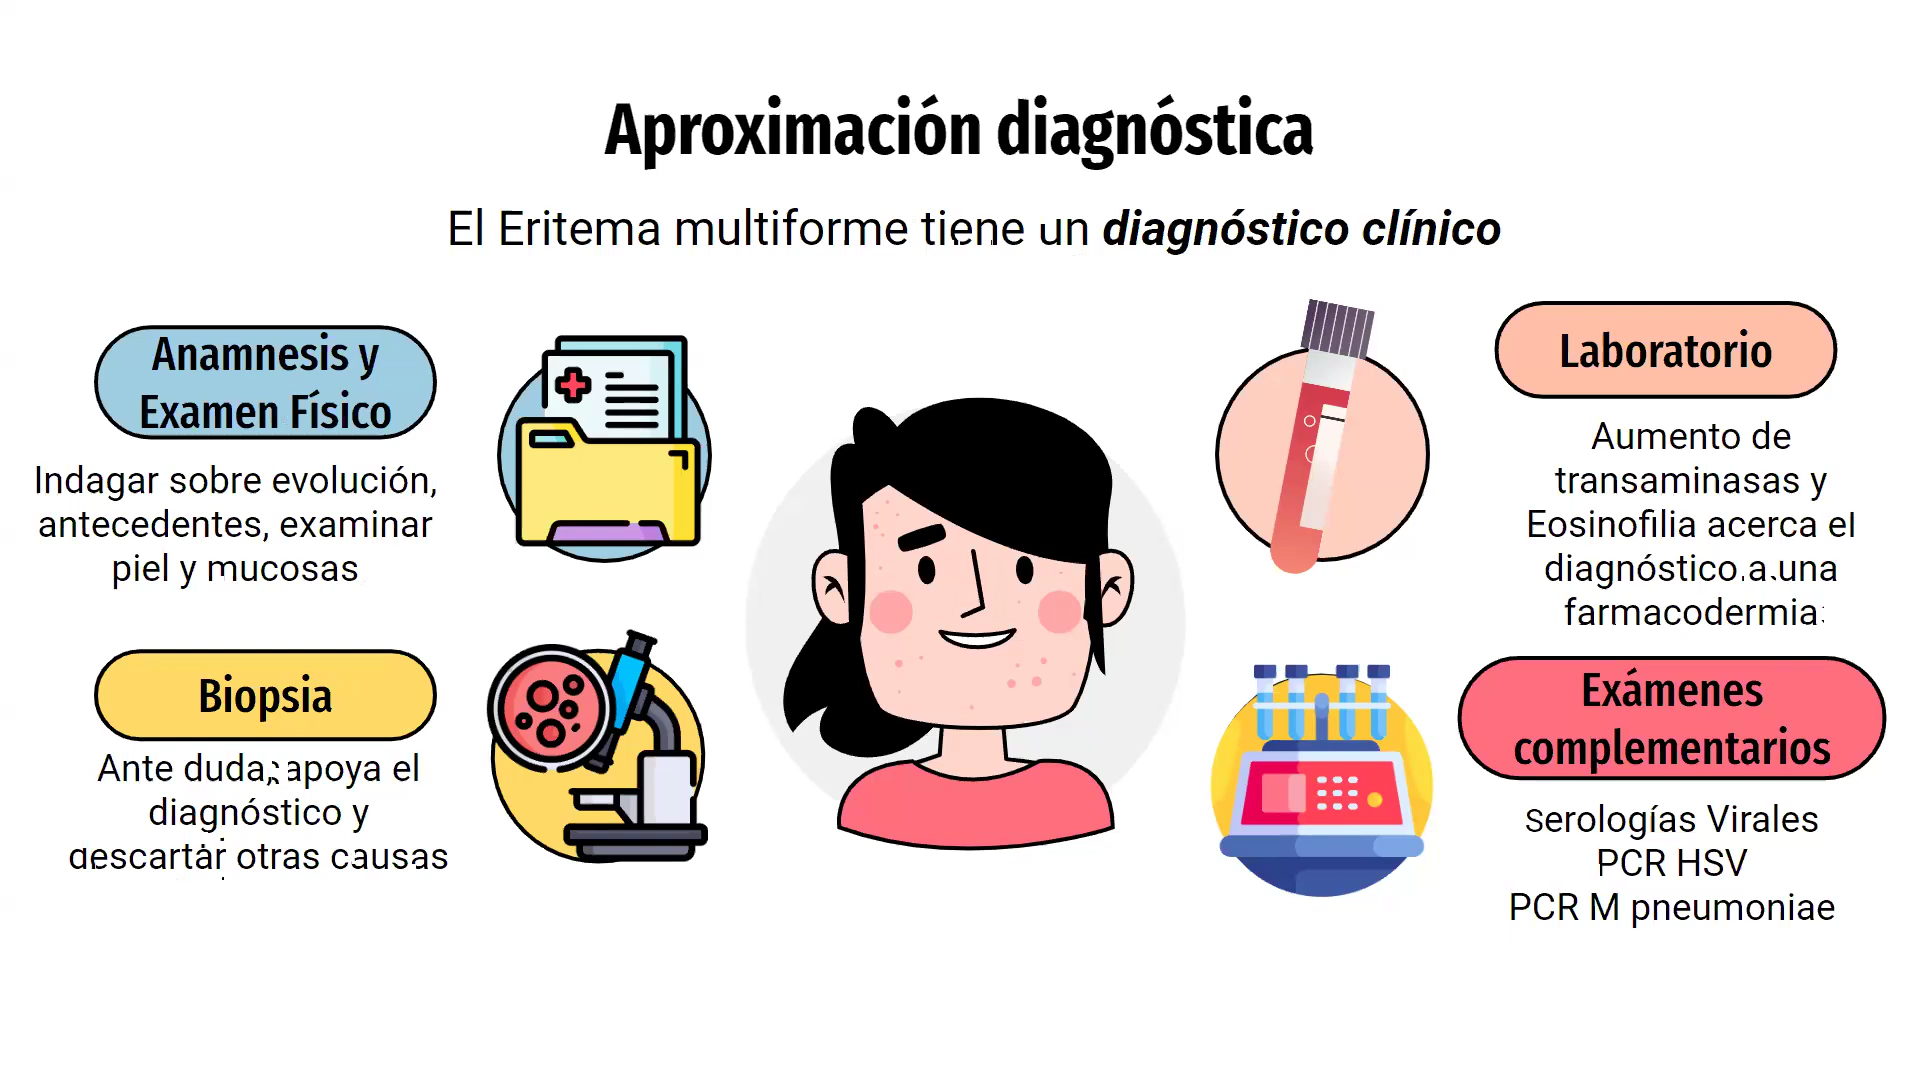 Aproximación diagnóstica
El Eritema multiforme tiene un diagnóstico clínico
Anamnesis y
Examen Físico
Indagar sobre evolución,
antecedentes, examinar
piel y mucosas
Biopsia
Ante duda, apoya el
diagnóstico y
descartar otras causas
Laboratorio
Aumento de
transaminasas y
Eosinofilia acerca el
diagnóstico a una
farmacodermia
Exámenes
complementarios
Serologías Virales
PCR HSV
PCR M pneumoniae